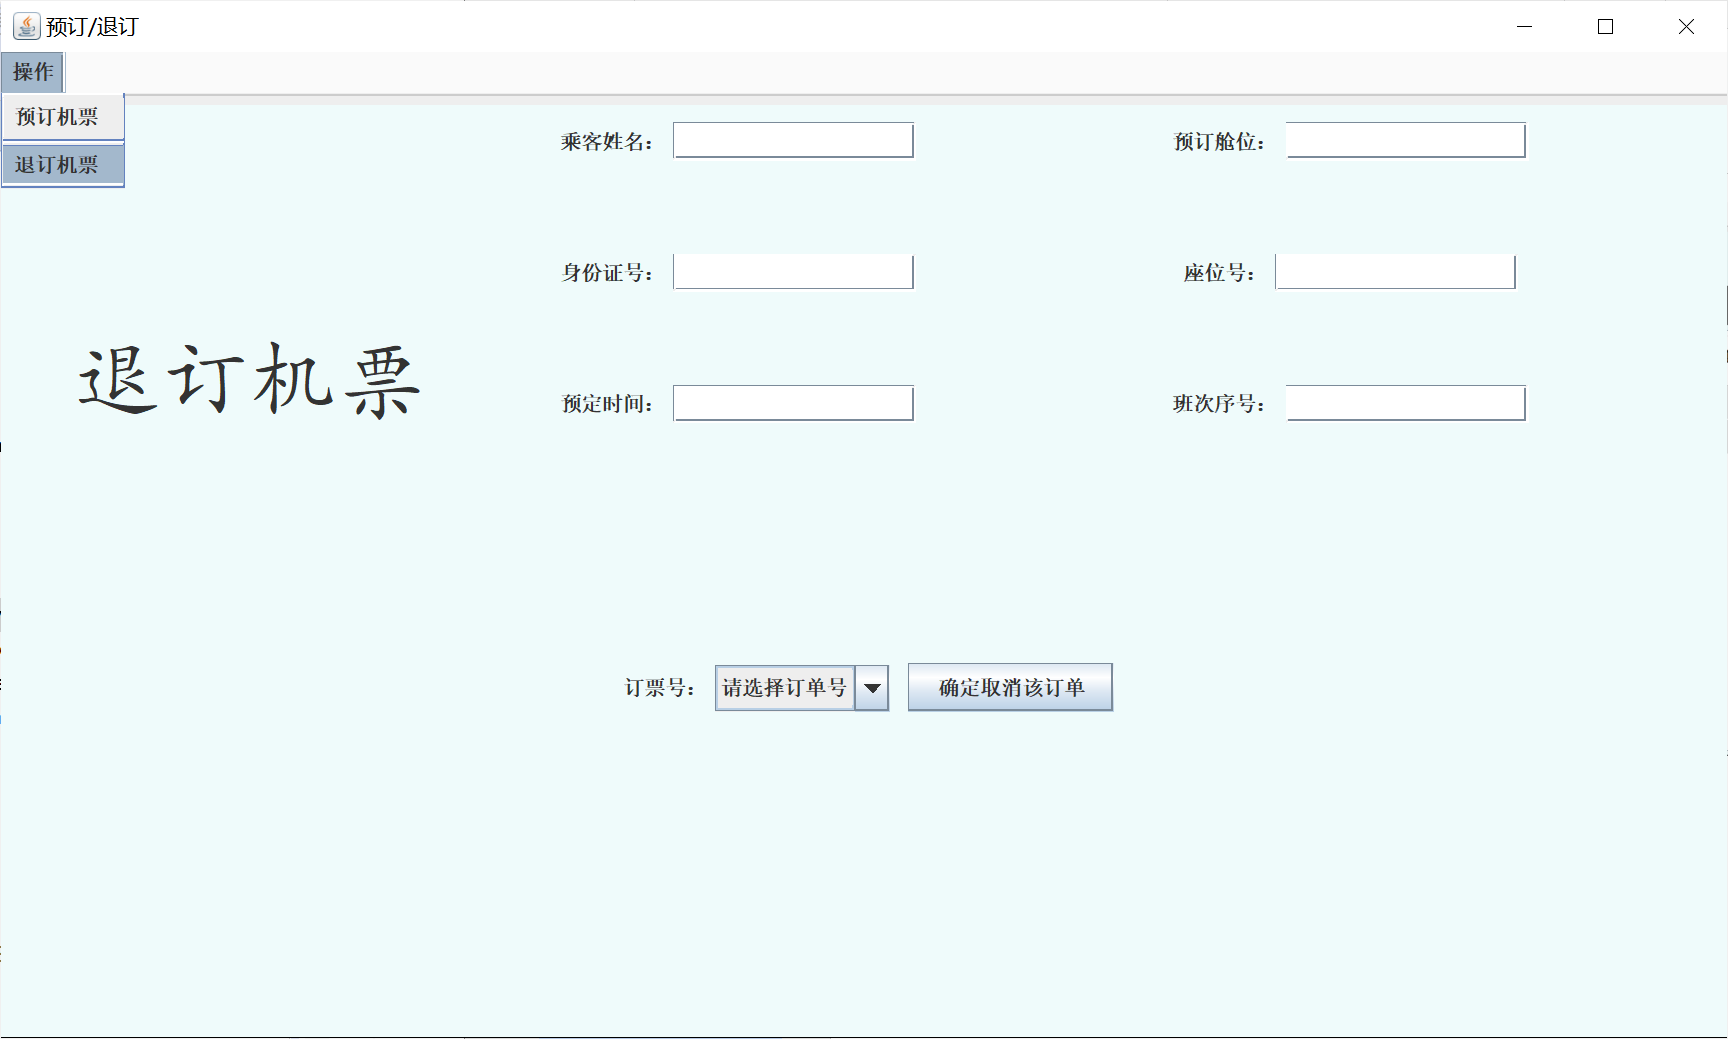 预订/退订
操作
预订机票
退订机票
乘客姓名：
预订舱位：
身份证号：
座位号：
退订机票
预定时间：
班次序号：
订票号：
请选择订单号
确定取消该订单